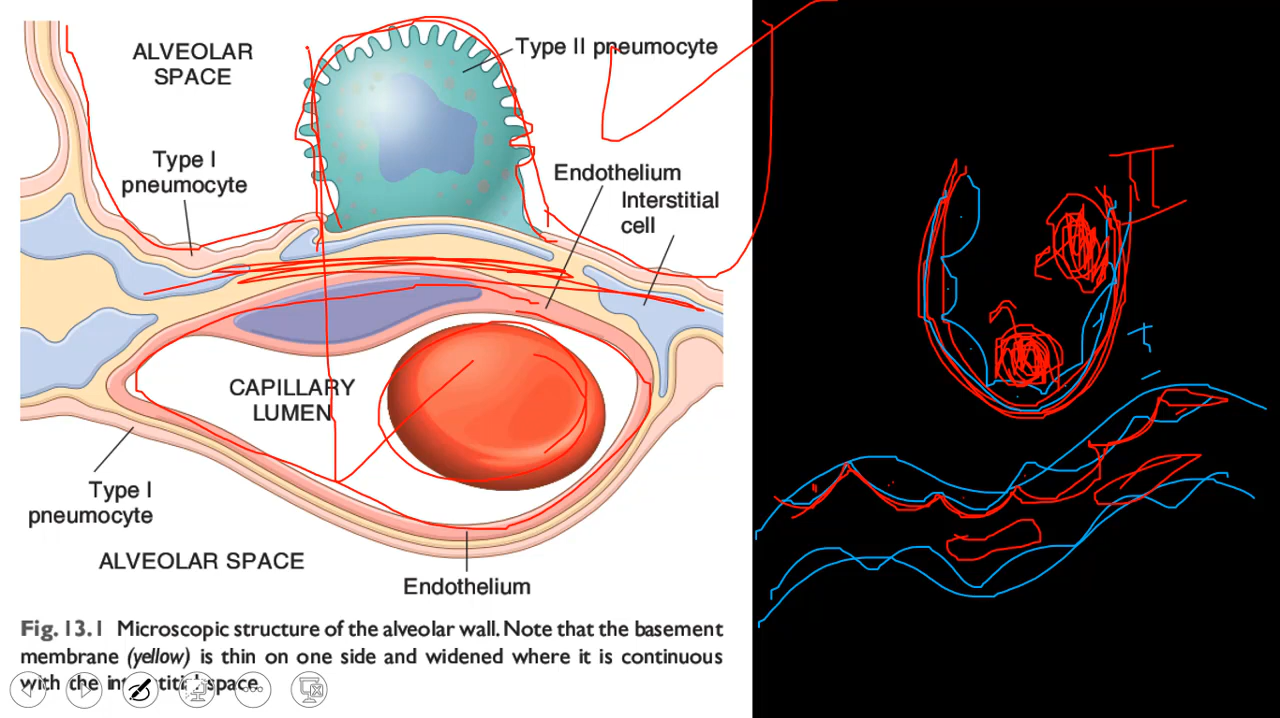 ALVEOLAR
SPACE
Type II pneumocyte
Type I
pneumocyte
Endothelium
Interstitial
cell
CAPILLARY
LUMEN
Type I
pneumocyte
ALVEOLAR SPACE
Endothelium
Fig. 13.1 Microscopic structure of the alveolar wall. Note that the basement
membrane (yellow) is thin on one side and widened where it is continuous
with the space.
II